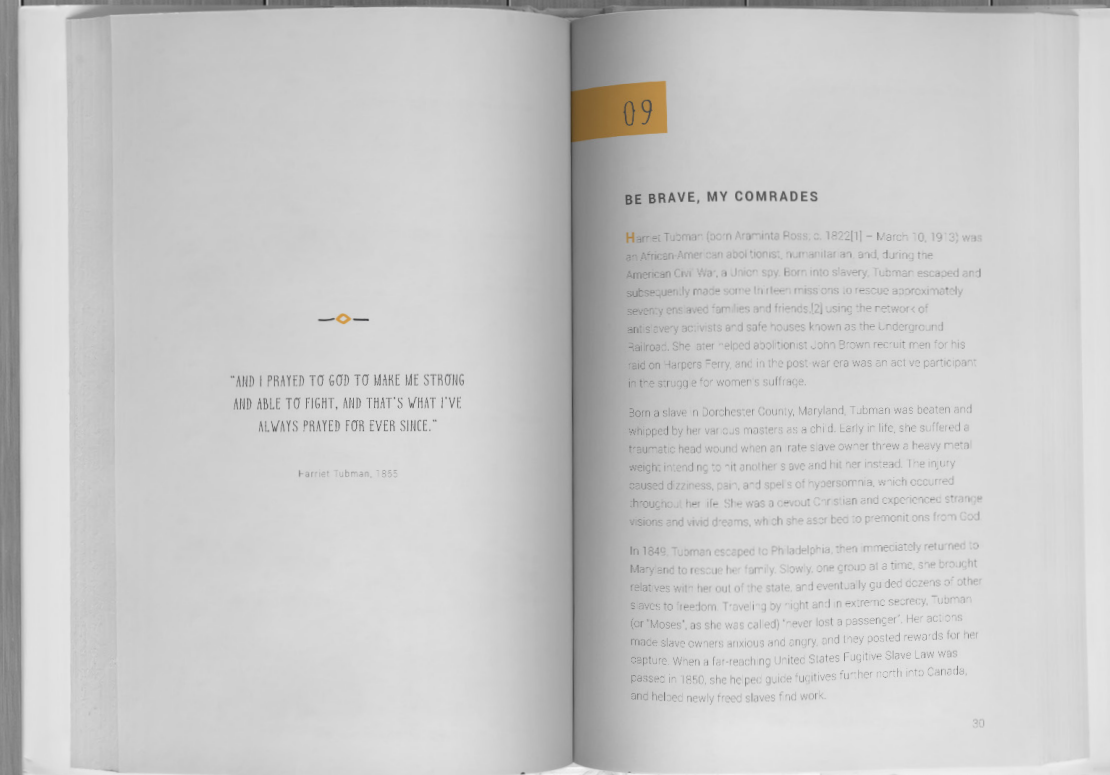 "AND I PRAYED TO GOD TO MAKE ME STRONG
AND ABLE TO FIGHT, AND THAT'S WHAT I'VE
ALWAYS PRAYED FOR EVER SINCE."
Harriet Tubman, 1865
09
BE BRAVE, MY COMRADES
Harriet Tubman (born Araminta Ross, c. 1822[1] – March 10, 1913) was
an African-American abolitionist, humanitarian, and, during the
American Civil War, a Union spy. Born into slavery, Tubman escaped and
subsequently made some thirteen missions to rescue approximately
seventy enslaved families and friends,[2] using the network of
antislavery activists and safe houses known as the Underground
Railroad. She later helped abolitionist John Brown recruit men for his
raid on Harpers Ferry, and in the post-war era was an active participant
in the struggle for women's suffrage.
Born a slave in Dorchester County, Maryland, Tubman was beaten and
whipped by her various masters as a child. Early in life, she suffered a
traumatic head wound when an irate slave owner threw a heavy metal
weight intending to hit another slave and hit her instead. The injury
caused dizziness, pain, and spells of hypersomnia, which occurred
throughout her life. She was a devout Christian and experienced strange
visions and vivid dreams, which she ascribed to premonitions from God.
In 1849, Tubman escaped to Philadelphia, then immediately returned to
Maryland to rescue her family. Slowly, one group at a time, she brought
relatives with her out of the state, and eventually guided dozens of other
slaves to freedom. Traveling by night and in extreme secrecy, Tubman
(or "Moses", as she was called) "never lost a passenger". Her actions
made slave owners anxious and angry, and they posted rewards for her
capture. When a far-reaching United States Fugitive Slave Law was
passed in 1850, she helped guide fugitives further north into Canada,
and helped newly freed slaves find work.
30